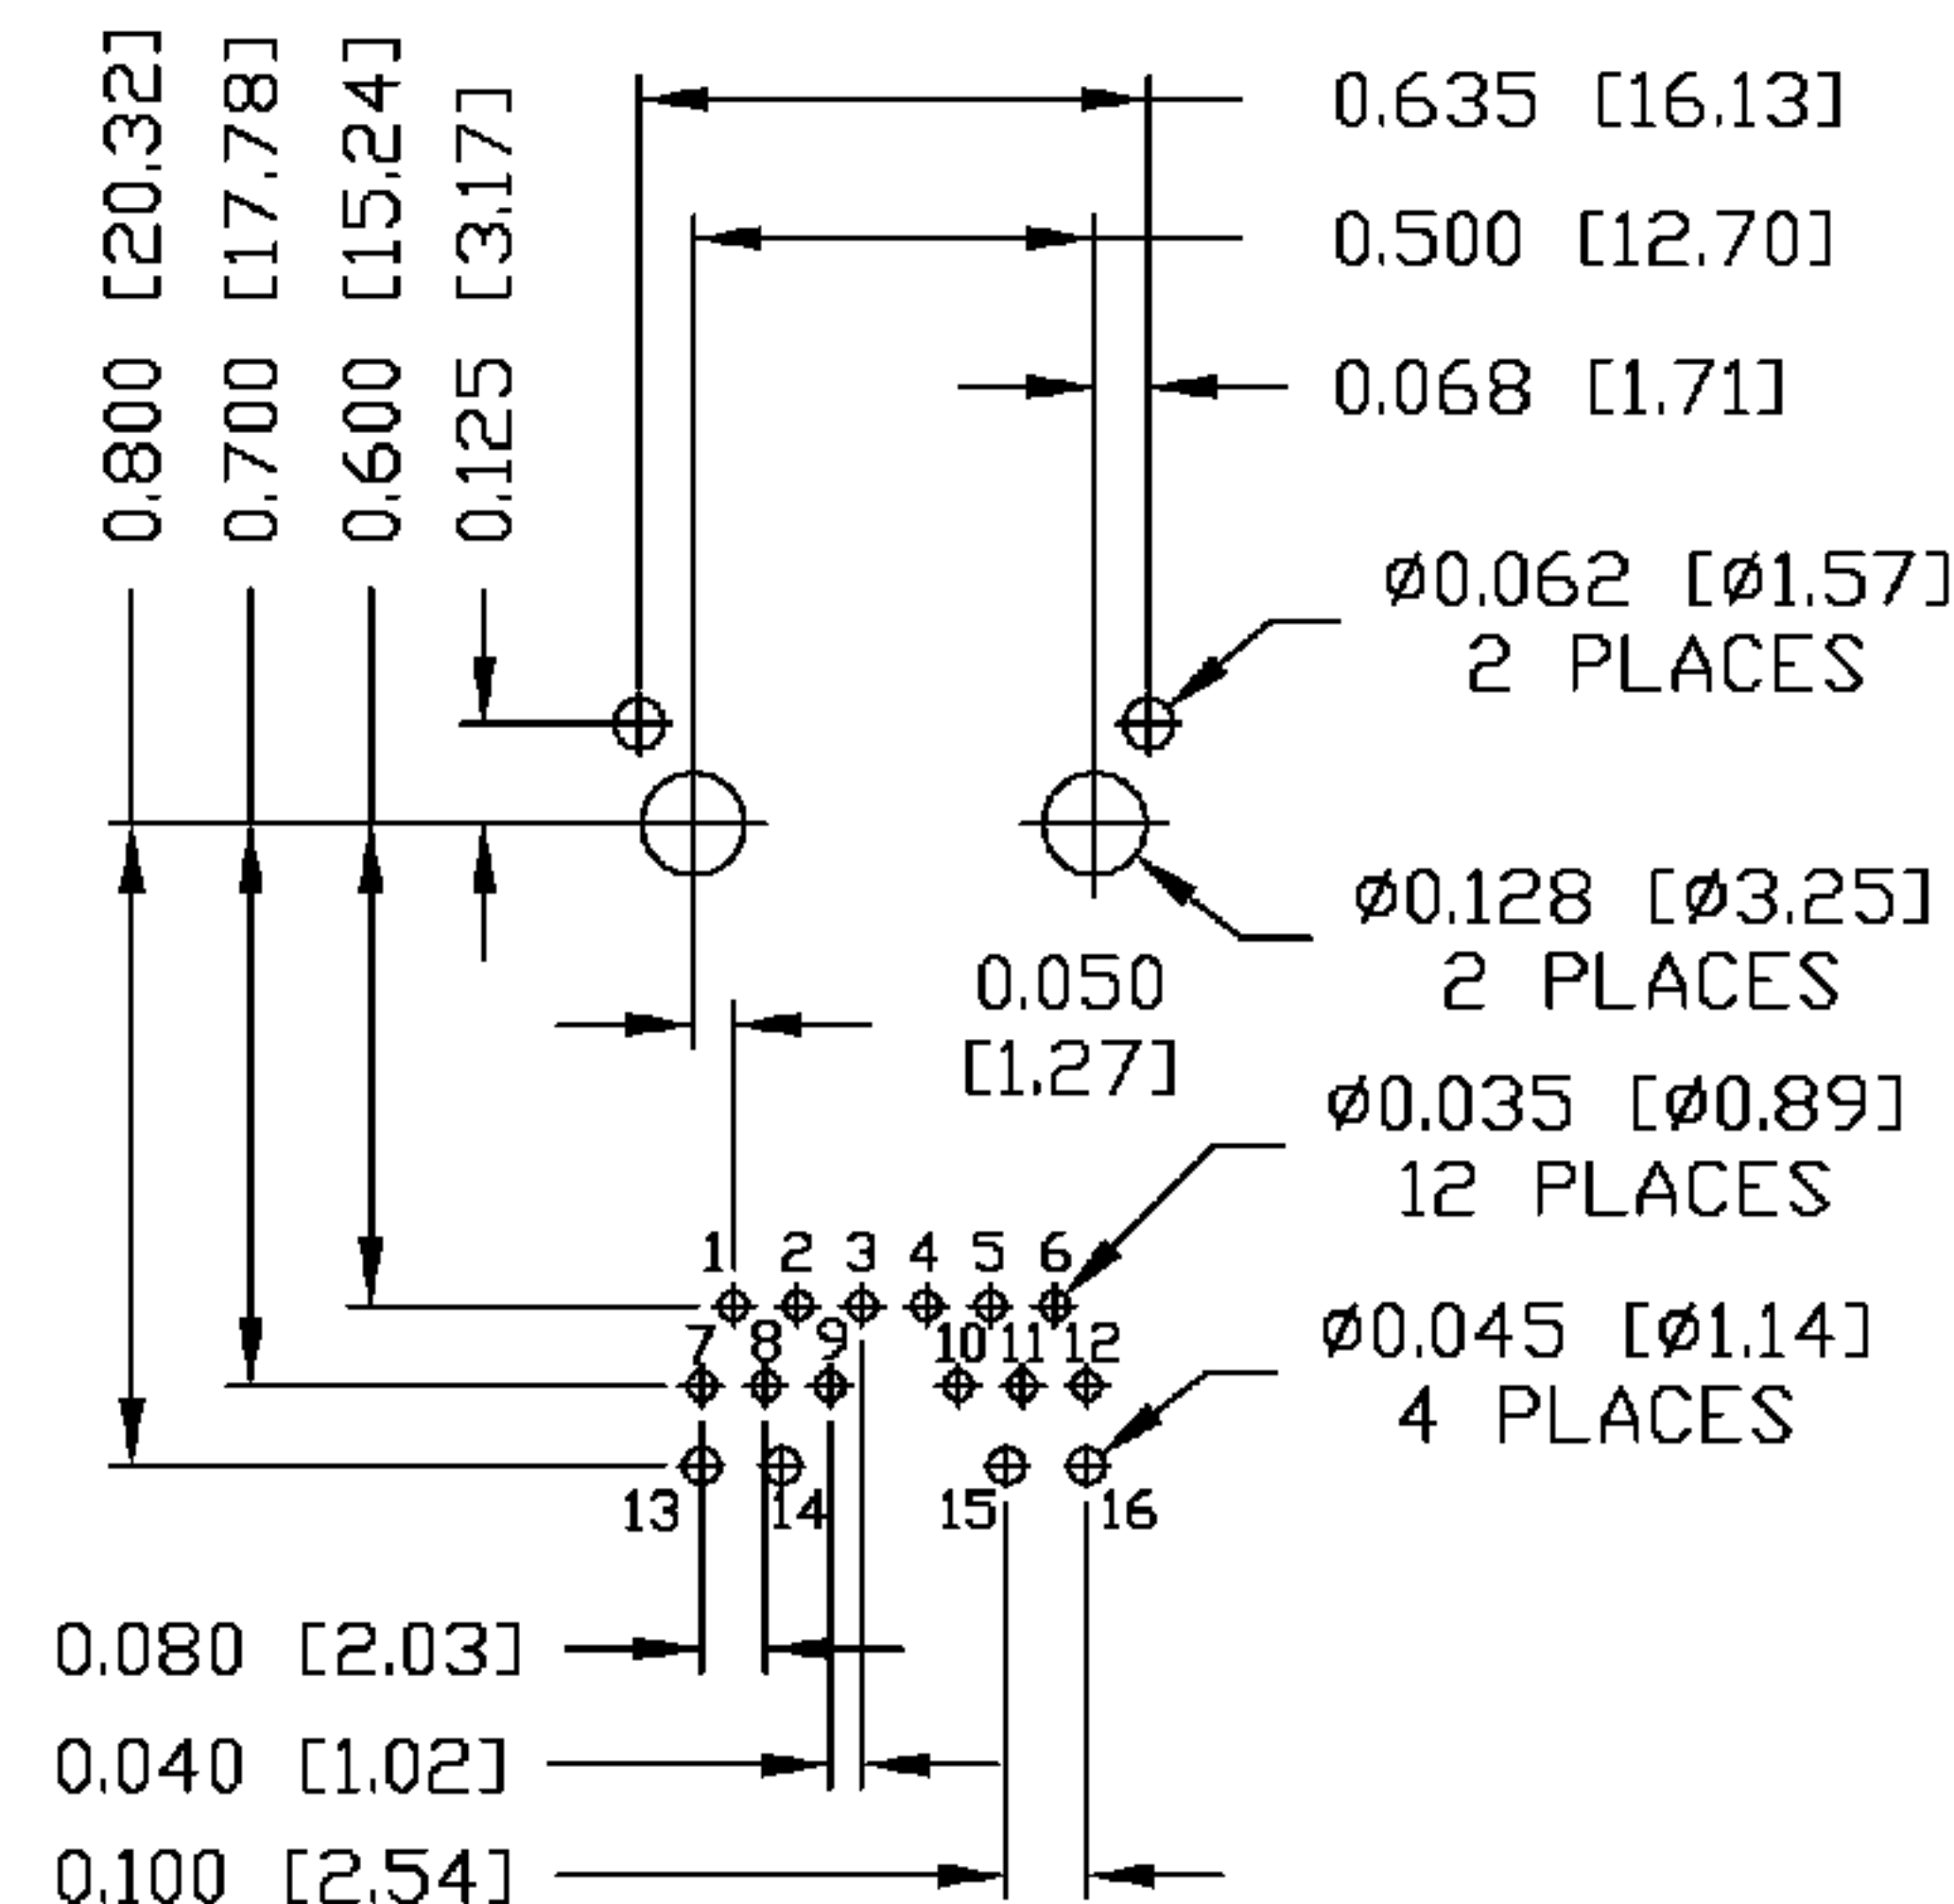 0.800 [20.32]
0.700 [17.78]
0.600 [15.24]
0.125 [3.17]
0.635 [16.13]
0.500 [12.70]
0.068 [1.71]
ø0.062 [ø1.57]
2 PLACES
ø0.128 [ø3.25]
2 PLACES
0.050
[1.27]
ø0.035 [ø0.89]
12 PLACES
1 2 3 4 5 6
ø0.045 [ø1.14]
4 PLACES
7 8 9 10 11 12
13 14 15 16
0.080 [2.03]
0.040 [1.02]
0.100 [2.54]